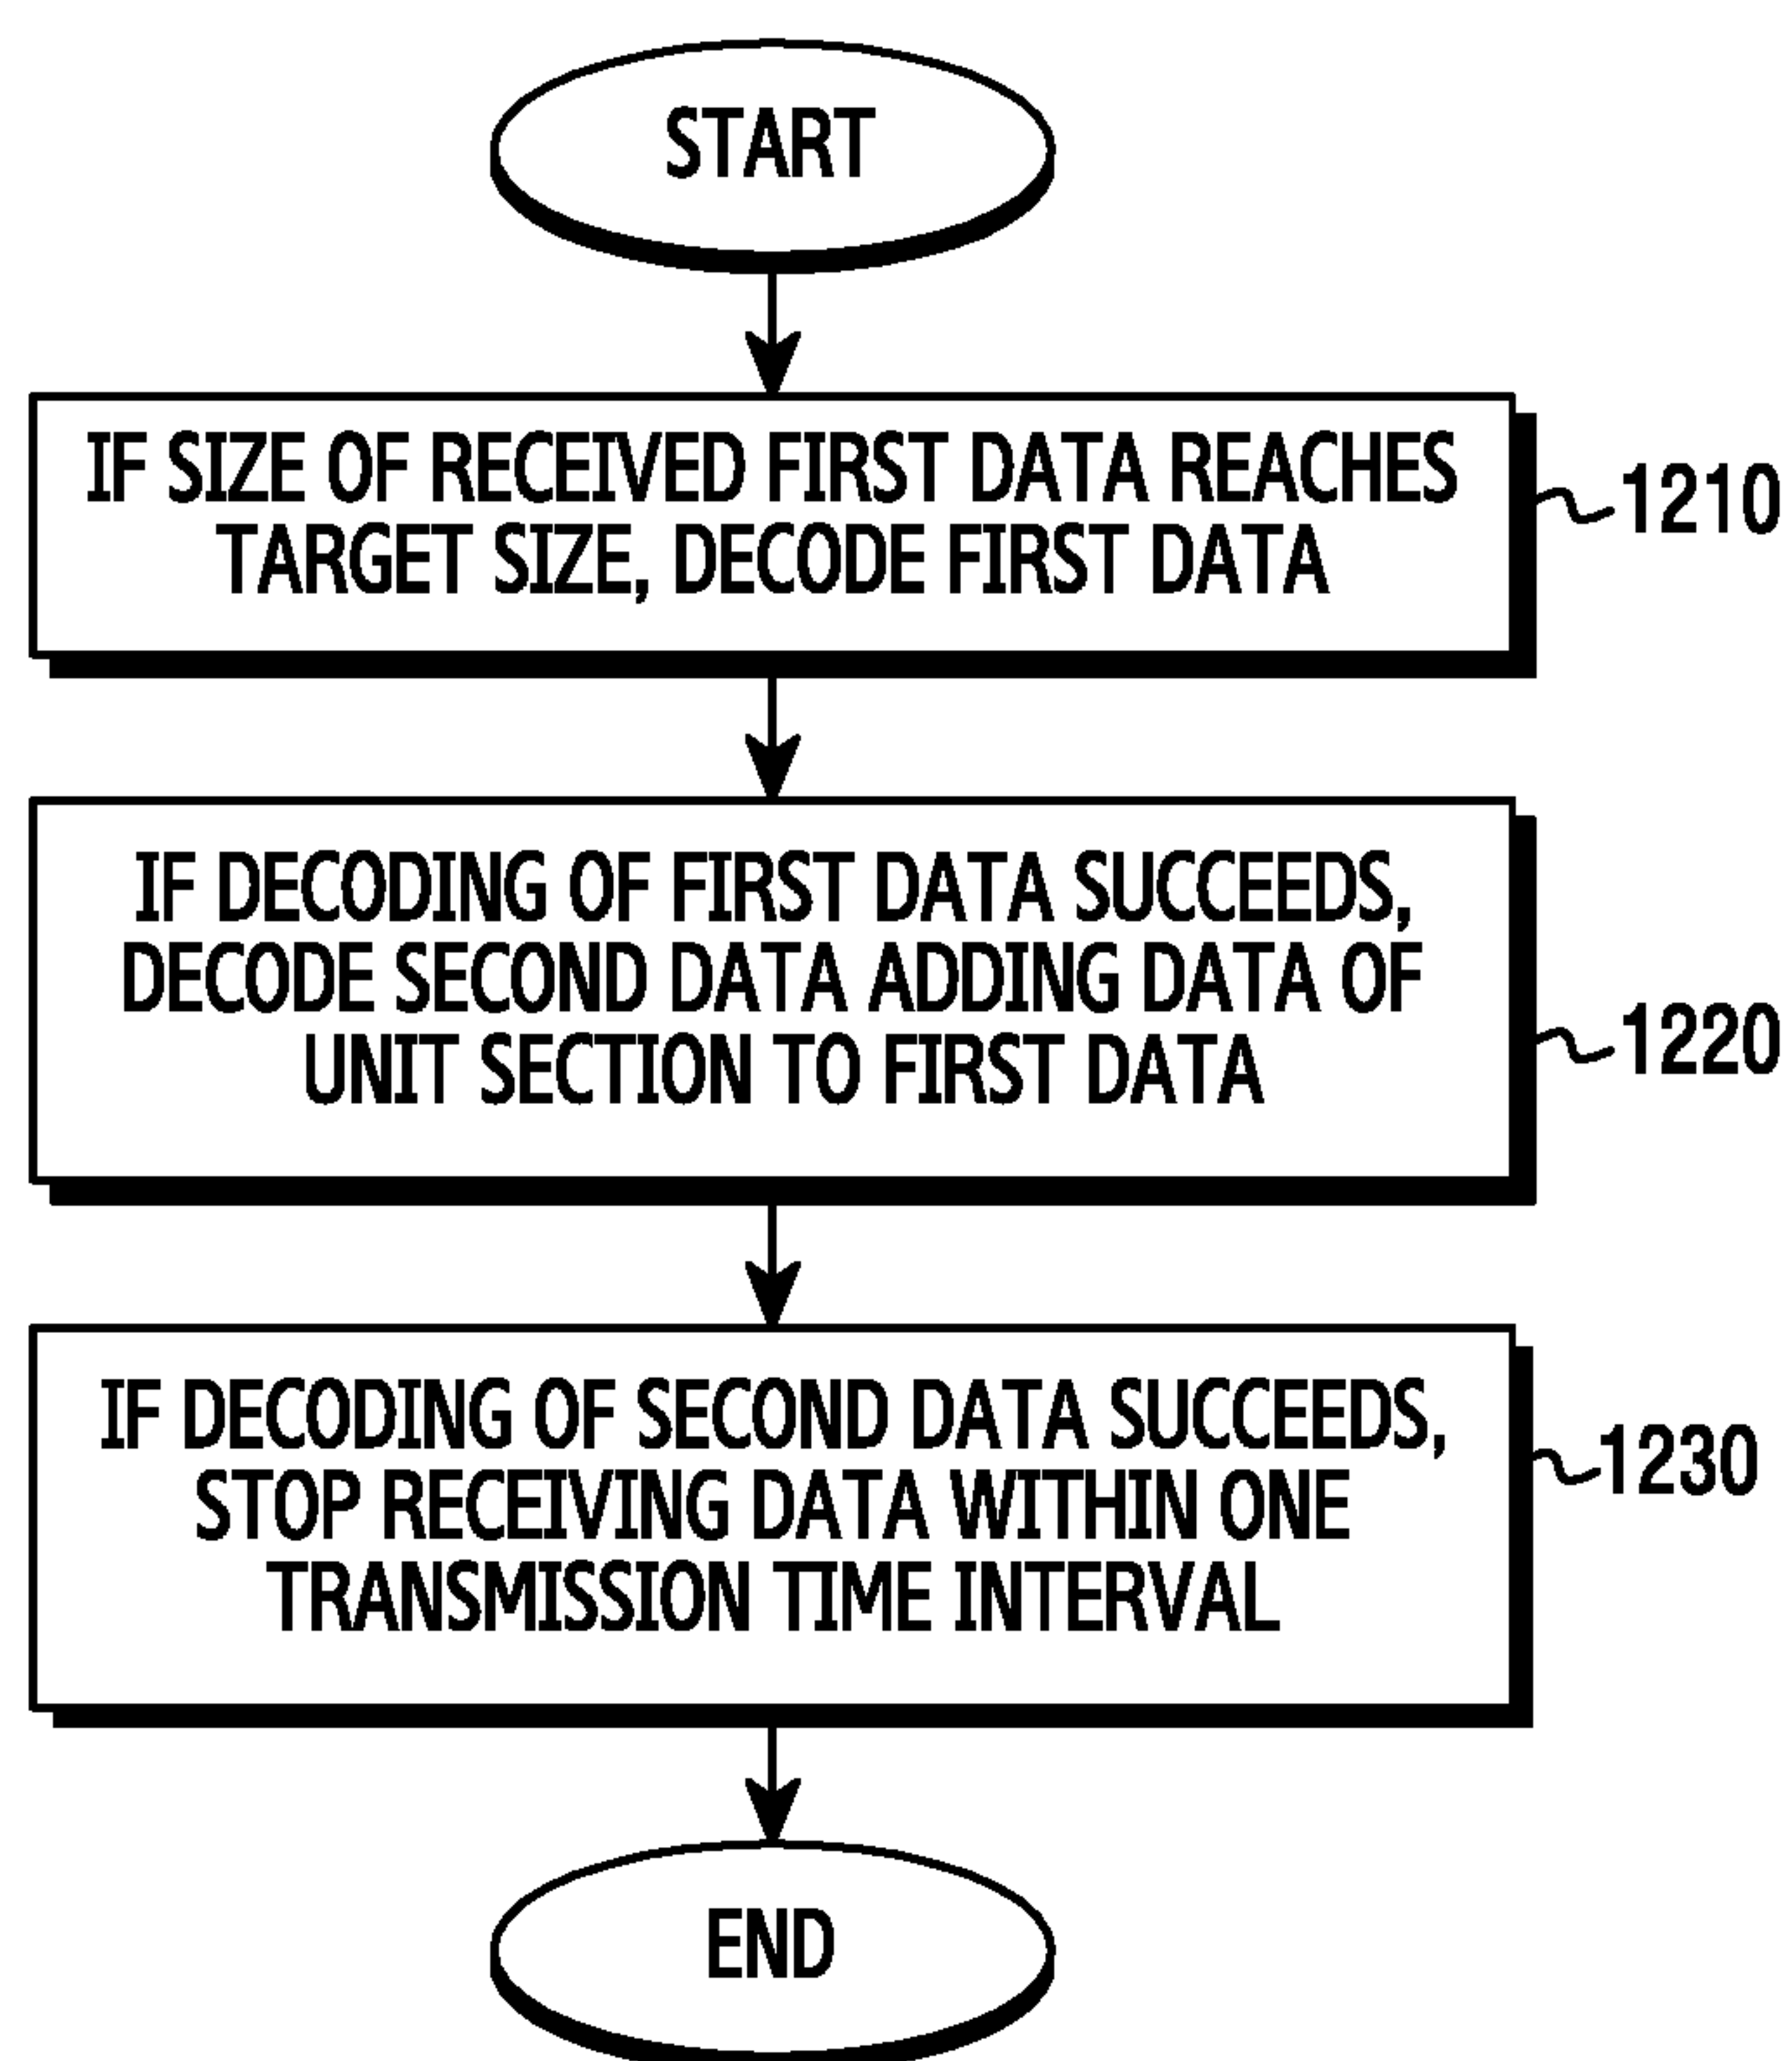 START
IF SIZE OF RECEIVED FIRST DATA REACHES
TARGET SIZE, DECODE FIRST DATA
1210
IF DECODING OF FIRST DATA SUCCEEDS,
DECODE SECOND DATA ADDING DATA OF
UNIT SECTION TO FIRST DATA
1220
IF DECODING OF SECOND DATA SUCCEEDS,
STOP RECEIVING DATA WITHIN ONE
TRANSMISSION TIME INTERVAL
1230
END